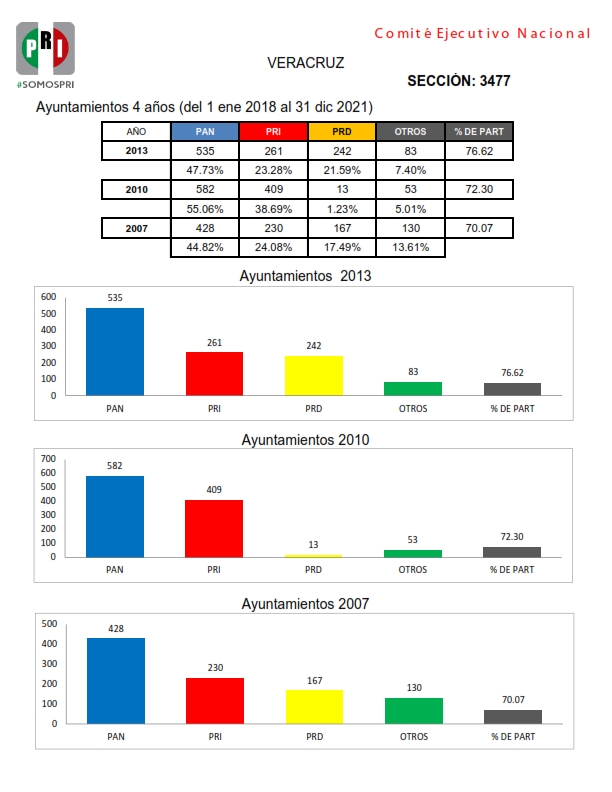 Comité Ejecutivo Nacional
PRI
#SOMOSPRI
VERACRUZ
SECCIÓN: 3477
Ayuntamientos 4 años (del 1 ene 2018 al 31 dic 2021)
AÑO PAN PRI PRD OTROS % DE PART
2013 535 261 242 83 76.62
47.73% 23.28% 21.59% 7.40%
2010 582 409 13 53 72.30
55.06% 38.69% 1.23% 5.01%
2007 428 230 167 130 70.07
44.82% 24.08% 17.49% 13.61%
Ayuntamientos 2013
600
500
400
300
200
100
0
535 261 242 83 76.62
PAN PRI PRD OTROS % DE PART
Ayuntamientos 2010
700
600
500
400
300
200
100
0
582 409 13 53 72.30
PAN PRI PRD OTROS % DE PART
Ayuntamientos 2007
500
400
300
200
100
0
428 230 167 130 70.07
PAN PRI PRD OTROS % DE PART